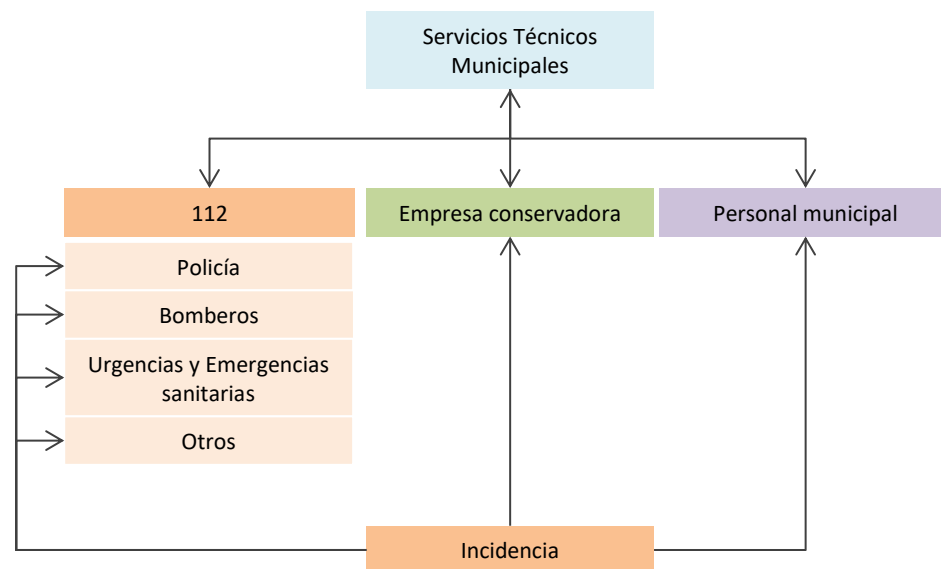 Servicios Técnicos
Municipales
112
Empresa conservadora
Personal municipal
Policía
Bomberos
Urgencias y Emergencias
sanitarias
Otros
Incidencia